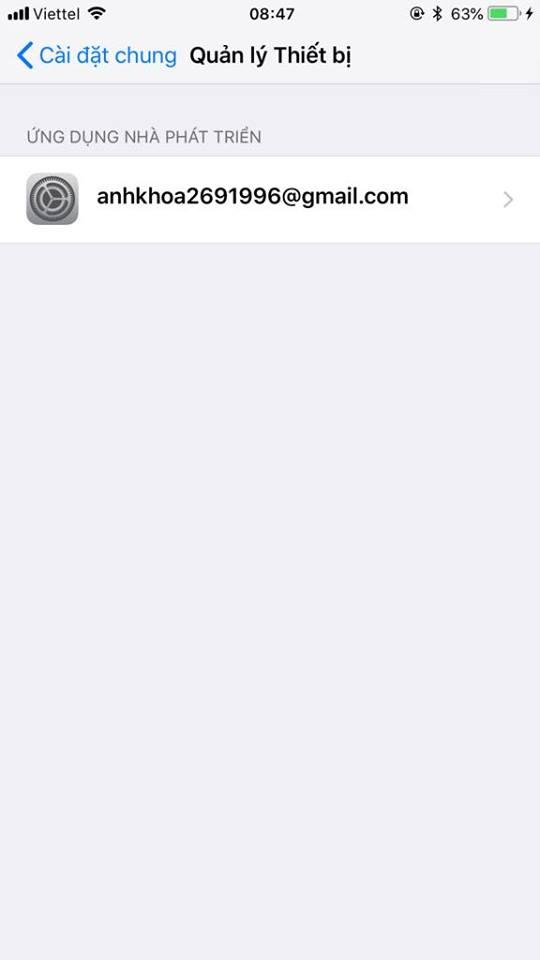 Viettel 08:47 63%
Cài đặt chung Quản lý Thiết bị
ỨNG DỤNG NHÀ PHÁT TRIỂN
anhkhoa2691996@gmail.com